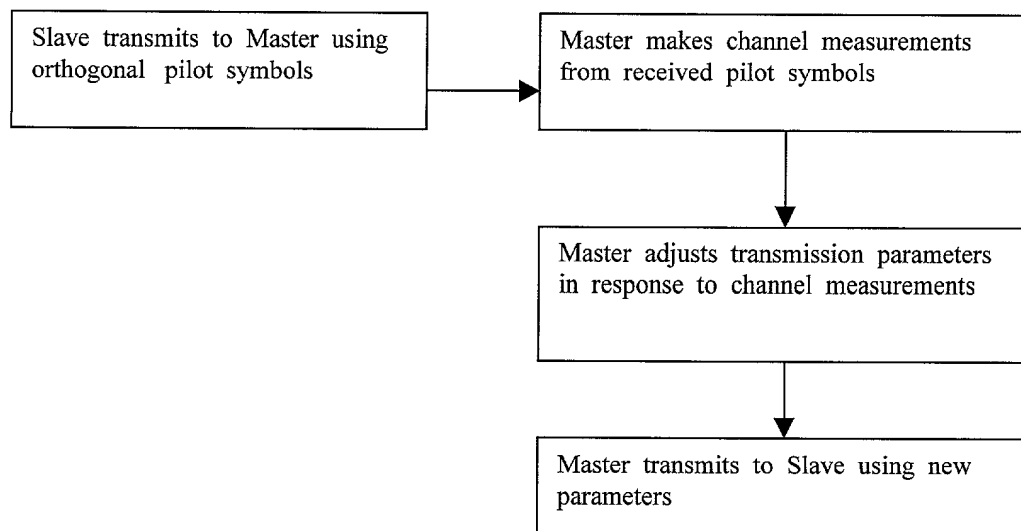 Slave transmits to Master using
orthogonal pilot symbols
Master makes channel measurements
from received pilot symbols
Master adjusts transmission parameters
in response to channel measurements
Master transmits to Slave using new
parameters